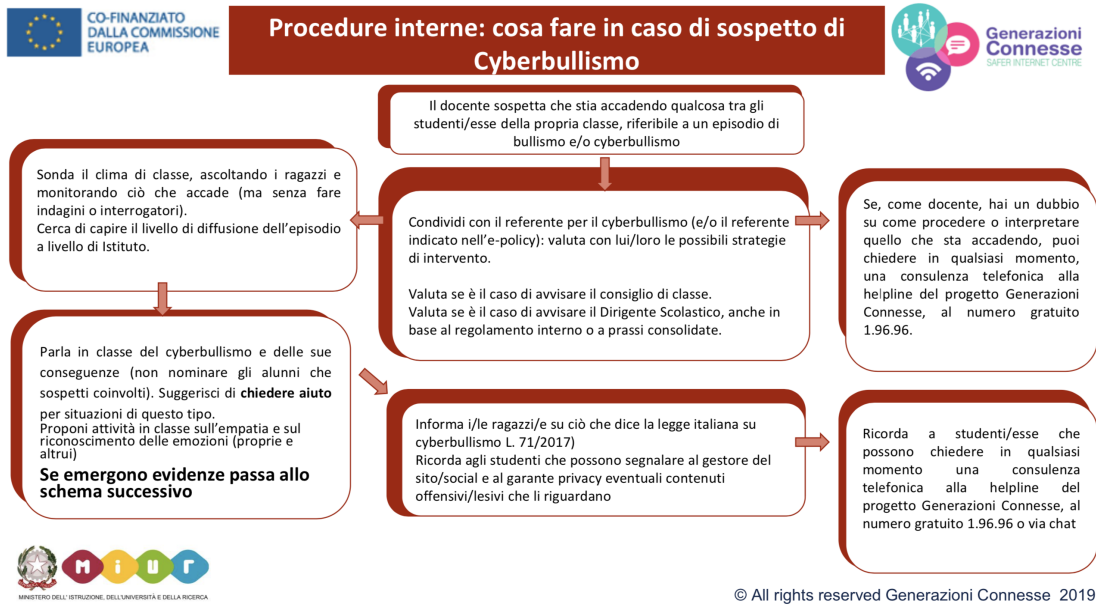 CO-FINANZIATO
DALLA COMMISSIONE
EUROPEA
Procedure interne: cosa fare in caso di sospetto di
Cyberbullismo
Generazioni
Connesse
SAFER INTERNET CENTRE
Il docente sospetta che stia accadendo qualcosa tra gli
studenti/esse della propria classe, riferibile a un episodio di
bullismo e/o cyberbullismo
Sonda il clima di classe, ascoltando i ragazzi e
monitorando ciò che accade (ma senza fare
indagini o interrogatori).
Cerca di capire il livello di diffusione dell'episodio
a livello di Istituto.
Condividi con il referente per il cyberbullismo (e/o il referente
indicato nell'e-policy): valuta con lui/loro le possibili strategie
di intervento.
Valuta se è il caso di avvisare il consiglio di classe.
Valuta se è il caso di avvisare il Dirigente Scolastico, anche in
base al regolamento interno o a prassi consolidate.
Se, come docente, hai un dubbio
su come procedere o interpretare
quello che sta accadendo, puoi
chiedere in qualsiasi momento,
una consulenza telefonica alla
helpline del progetto Generazioni
Connesse, al numero gratuito
1.96.96.
Parla in classe del cyberbullismo e delle sue
conseguenze (non nominare gli alunni che
sospetti coinvolti). Suggerisci di chiedere aiuto
per situazioni di questo tipo.
Proponi attività in classe sull'empatia e sul
riconoscimento delle emozioni (proprie e
altrui)
Se emergono evidenze passa allo
schema successivo
Informa i/le ragazzi/e su ciò che dice la legge italiana su
cyberbullismo L. 71/2017)
Ricorda agli studenti che possono segnalare al gestore del
sito/social e al garante privacy eventuali contenuti
offensivi/lesivi che li riguardano
Ricorda a studenti/esse che
possono chiedere in qualsiasi
momento una consulenza
telefonica alla helpline del
progetto Generazioni Connesse, al
numero gratuito 1.96.96 o via chat
miur
MINISTERO DELL' ISTRUZIONE, DELL'UNIVERSITÀ E DELLA RICERCA
© All rights reserved Generazioni Connesse 2019